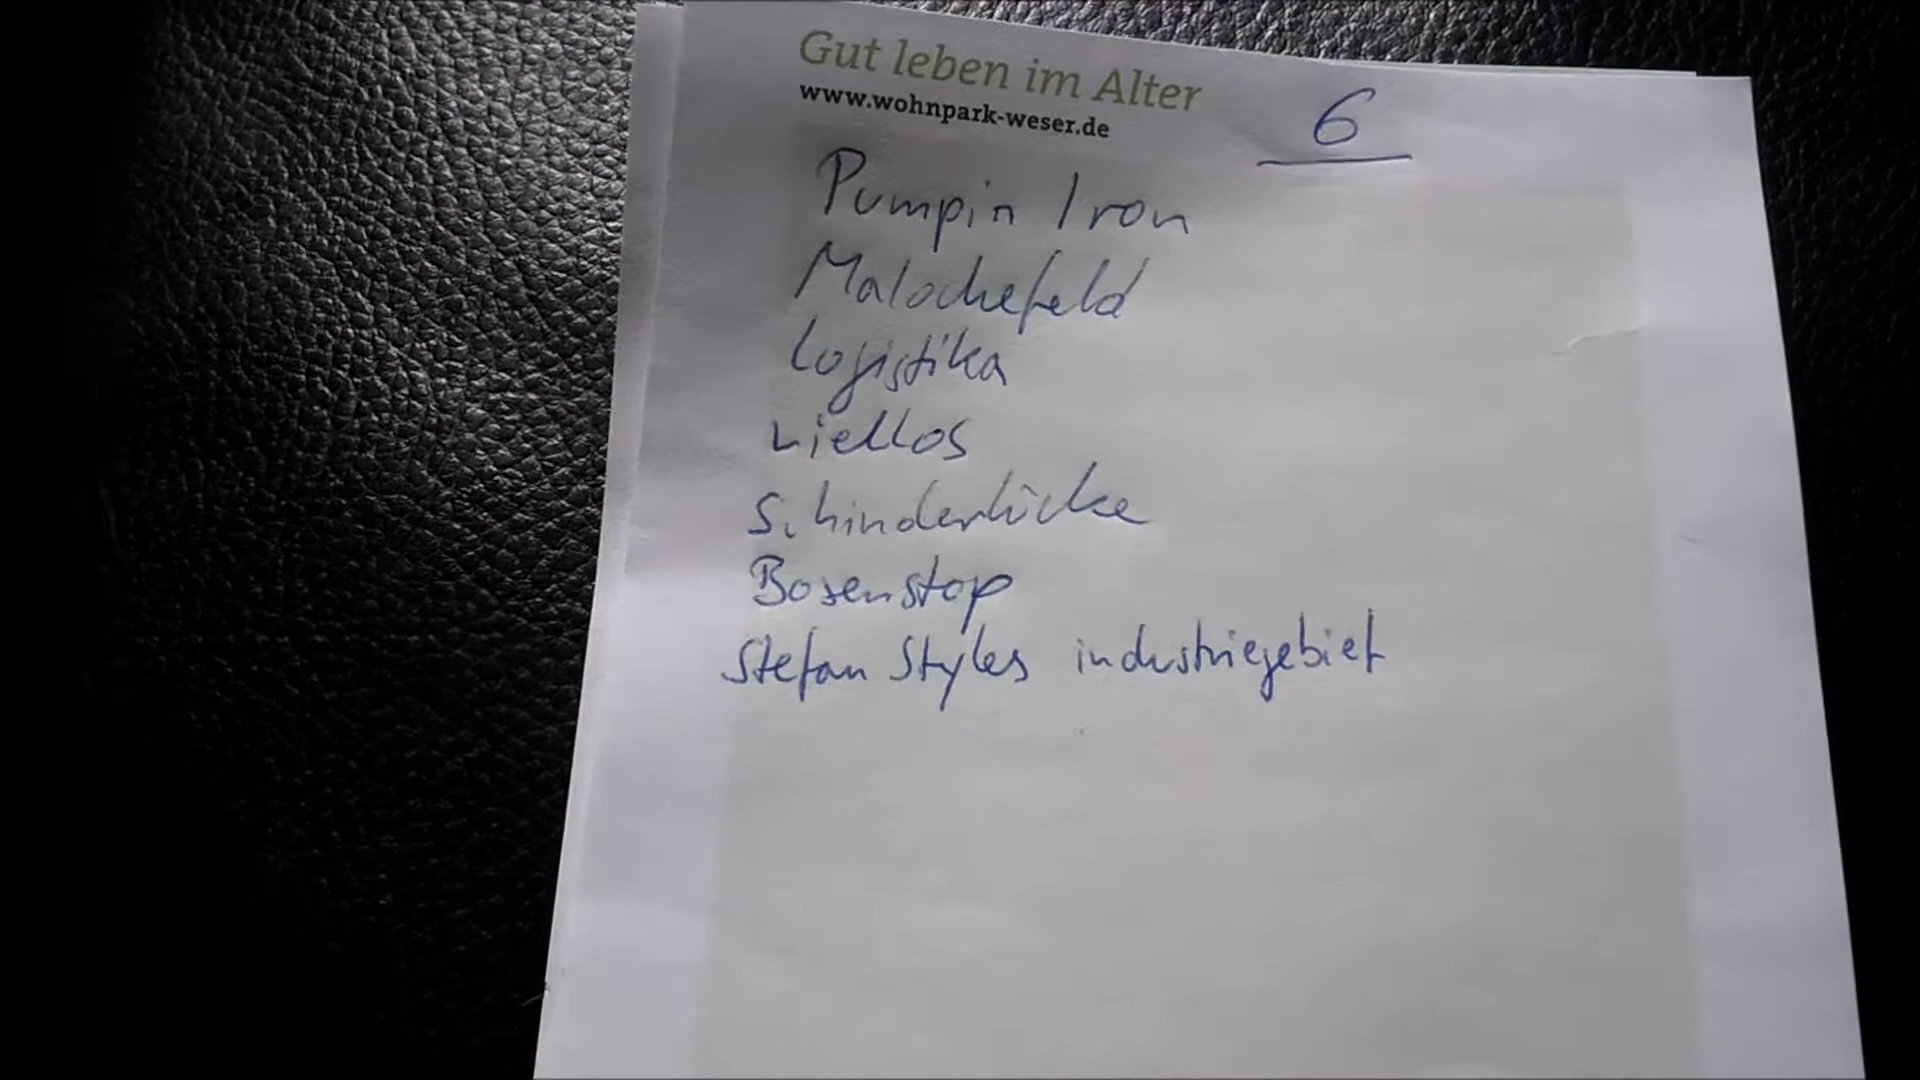 Gut leben im Alter
www.wohnpark-weser.de
6
Pumpin Iron
Malochefeld
Logistika
Liellos
Schinderlücke
Bosenstop
Stefan Styles industriegebiet